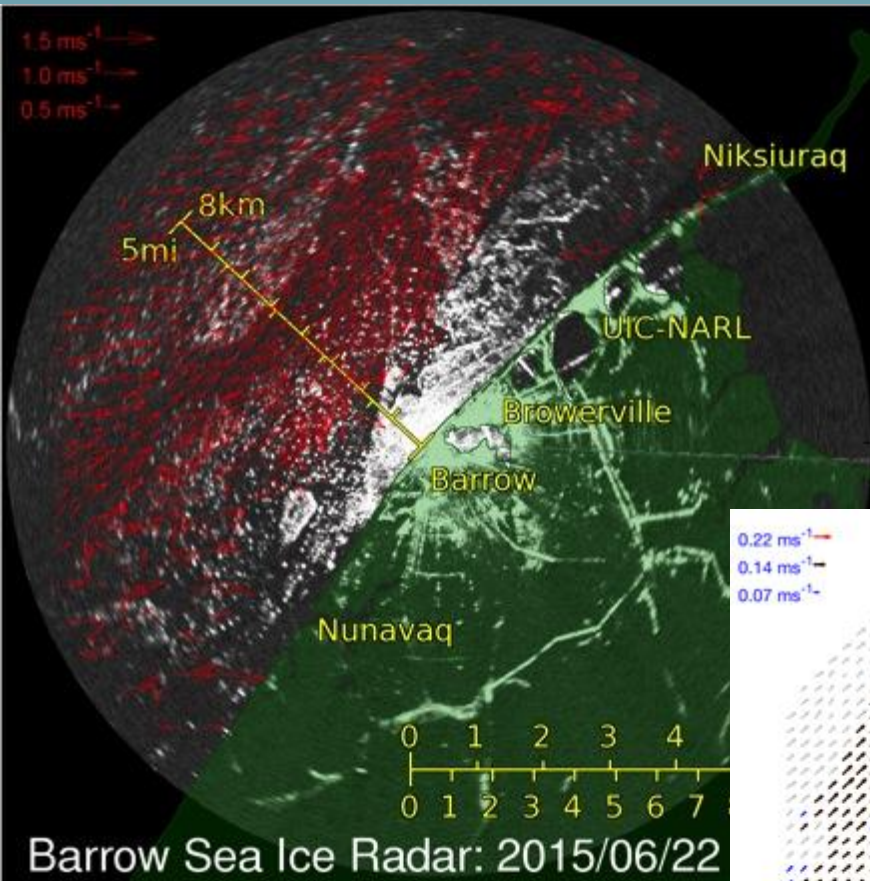 1.5 ms⁻¹
1.0 ms⁻¹
0.5 ms⁻¹
Niksiuraq
8km
5mi
UIC-NARL
Browerville
Barrow
0.22 ms⁻¹
0.14 ms⁻¹
0.07 ms⁻¹
Nunavaq
0 1 2 3 4
0 1 2 3 4 5 6 7
Barrow Sea Ice Radar: 2015/06/22